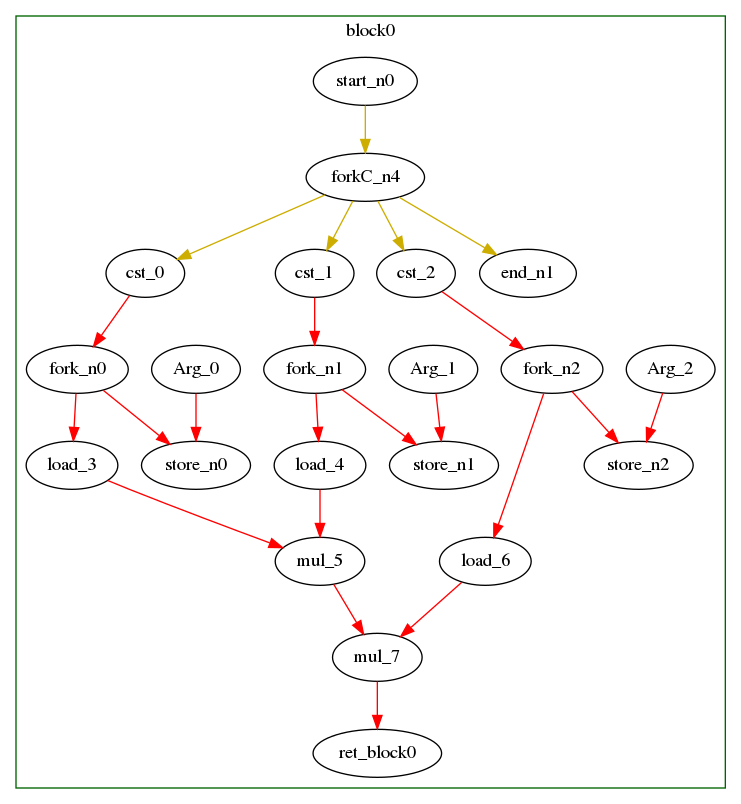 block0
start_n0
forkC_n4
cst_0
cst_1
cst_2
end_n1
fork_n0
Arg_0
fork_n1
Arg_1
fork_n2
Arg_2
load_3
store_n0
load_4
store_n1
store_n2
mul_5
load_6
mul_7
ret_block0